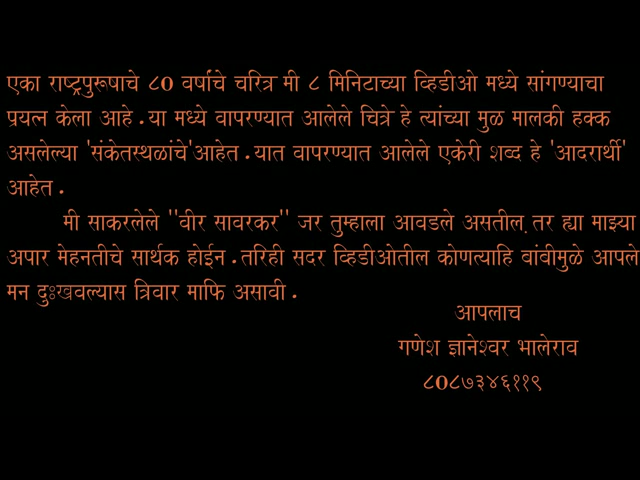 एका राष्ट्रपुरूषाचे ८0 वर्षाचे चरित्र मी ८ मिनिटाच्या व्हिडीओ मध्ये सांगण्याचा
प्रयत्न केला आहे.या मध्ये वापरण्यात आलेले चित्रे हे त्यांच्या मुळ मालकी हक्क
असलेल्या 'संकेतस्थळांचे'आहेत.यात वापरण्यात आलेले एकेरी शब्द हे 'आदरार्थी'
आहेत.
मी साकरलेले "वीर सावरकर" जर तुम्हाला आवडले असतील. तर ह्या माझ्या
अपार मेहनतीचे सार्थक होईन.तरिही सदर व्हिडीओतील कोणत्याहि बांबीमुळे आपले
मन दुःखवल्यास त्रिवार माफि असावी.
आपलाच
गणेश ज्ञानेश्वर भालेराव
८0८७३४६११९